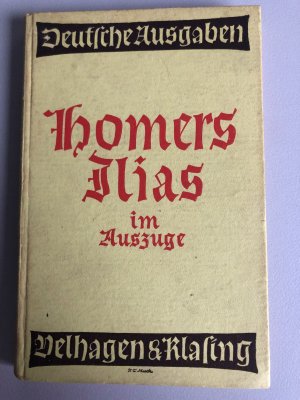 Deutſche Ausgaben
Homers
Ilias
im
Auszuge
Velhagen & Klaſing